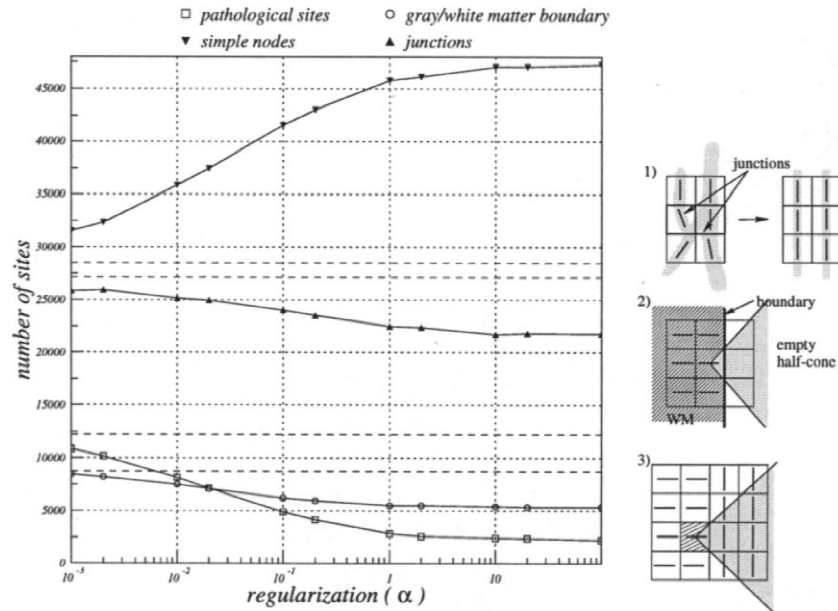 pathological sites
gray/white matter boundary
simple nodes
junctions
number of sites
45000
40000
35000
30000
25000
20000
15000
10000
5000
0
10⁻³
10⁻²
10⁻¹
1
10
regularization ( α )
1)
junctions
2)
boundary
empty
half-cone
WM
3)